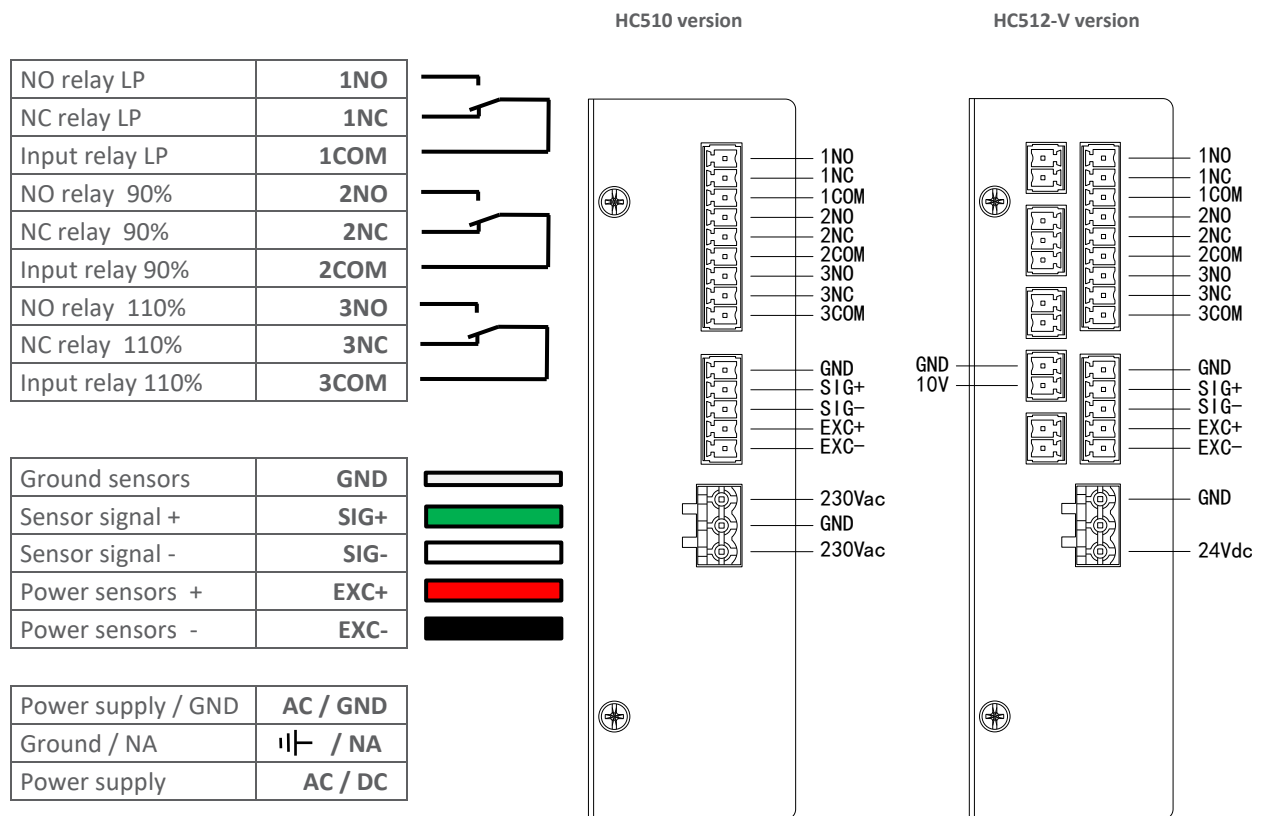 HC510 version
HC512-V version
NO relay LP 1NO
NC relay LP 1NC
Input relay LP 1COM
NO relay 90% 2NO
NC relay 90% 2NC
Input relay 90% 2COM
NO relay 110% 3NO
NC relay 110% 3NC
Input relay 110% 3COM
Ground sensors GND
Sensor signal + SIG+
Sensor signal - SIG-
Power sensors + EXC+
Power sensors - EXC-
Power supply / GND AC / GND
Ground / NA / NA
Power supply AC / DC
1NO
1NC
1COM
2NO
2NC
2COM
3NO
3NC
3COM
GND
SIG+
SIG-
EXC+
EXC-
230Vac
GND
230Vac
GND
10V
1NO
1NC
1COM
2NO
2NC
2COM
3NO
3NC
3COM
GND
SIG+
SIG-
EXC+
EXC-
GND
24Vdc